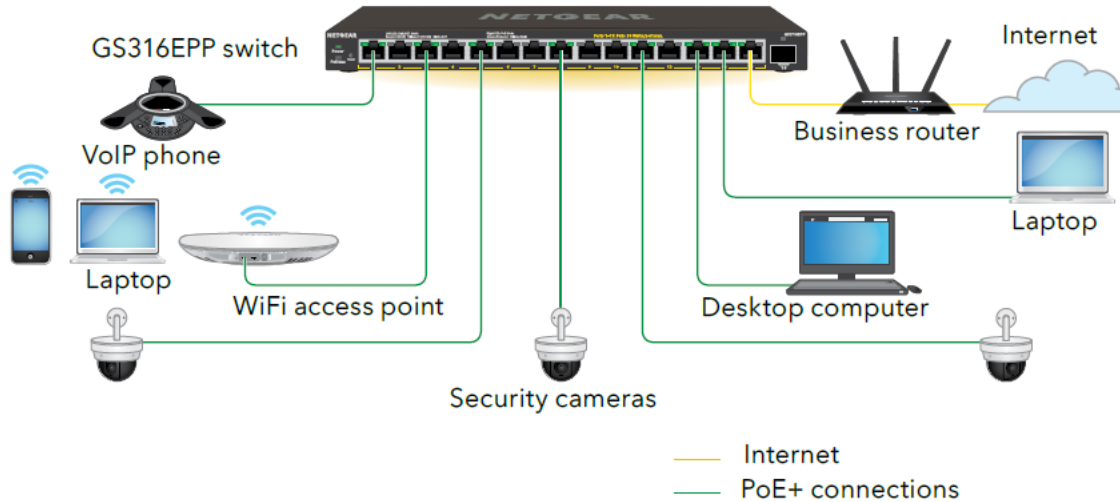 NETGEAR
NETGEAR
GS316EPP switch
Internet
VoIP phone
Business router
Laptop
Laptop
WiFi access point
Desktop computer
Security cameras
Internet
PoE+ connections